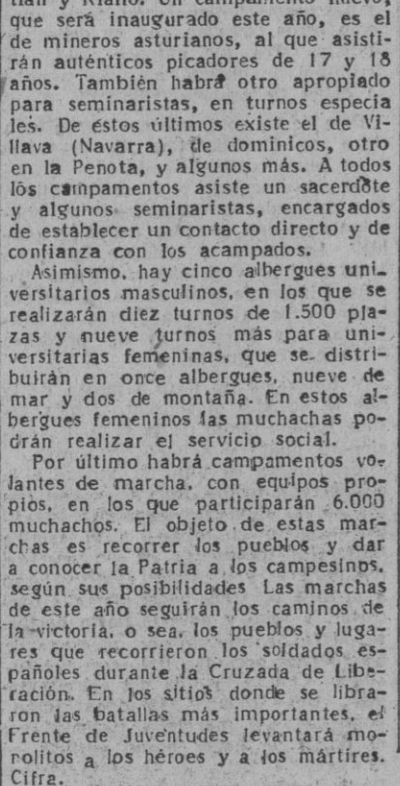 que será inaugurado este año, es el
de mineros asturianos, al que asisti-
rán auténticos picadores de 17 y 18
años. También habrá otro apropiado
para seminaristas, en turnos especia
les. De éstos últimos existe el de Vi-
llava (Navarra), de dominicos, otro
en la Penota, y algunos más. A todos
lós campamentos asiste un sacerdote
y algunos seminaristas, encargados
de establecer un contacto directo y de
confianza con los acampados.
Asimismo, hay cinco albergues uni-
versitarios masculinos, en los que se
realizarán diez turnos de 1.500 pla-
zas y nueve turnos más para uni-
versitarias femeninas, que se distri-
buirán en once albergues, nueve de
mar y dos de montaña. En estos al-
bergues femeninos las muchachas po-
drán realizar el servicio social.
Por último habrá campamentos vo-
lantes de marcha, con equipos pro-
pios, en los que participarán 6.000
muchachos. El objeto de estas mar-
chas es recorrer los pueblos y dar
a conocer la Patria a los campesinos,
según sus posibilidades Las marchas
de este año seguirán los caminos de
la victoria, o sea, los pueblos y luga-
res que recorrieron los soldados es-
pañoles durante la Cruzada de Libe-
ración. En los sitios donde se libra-
ron las batallas más importantes, el
Frente de Juventudes levantará mo-
nolitos a los héroes y a los mártires.
Cifra.